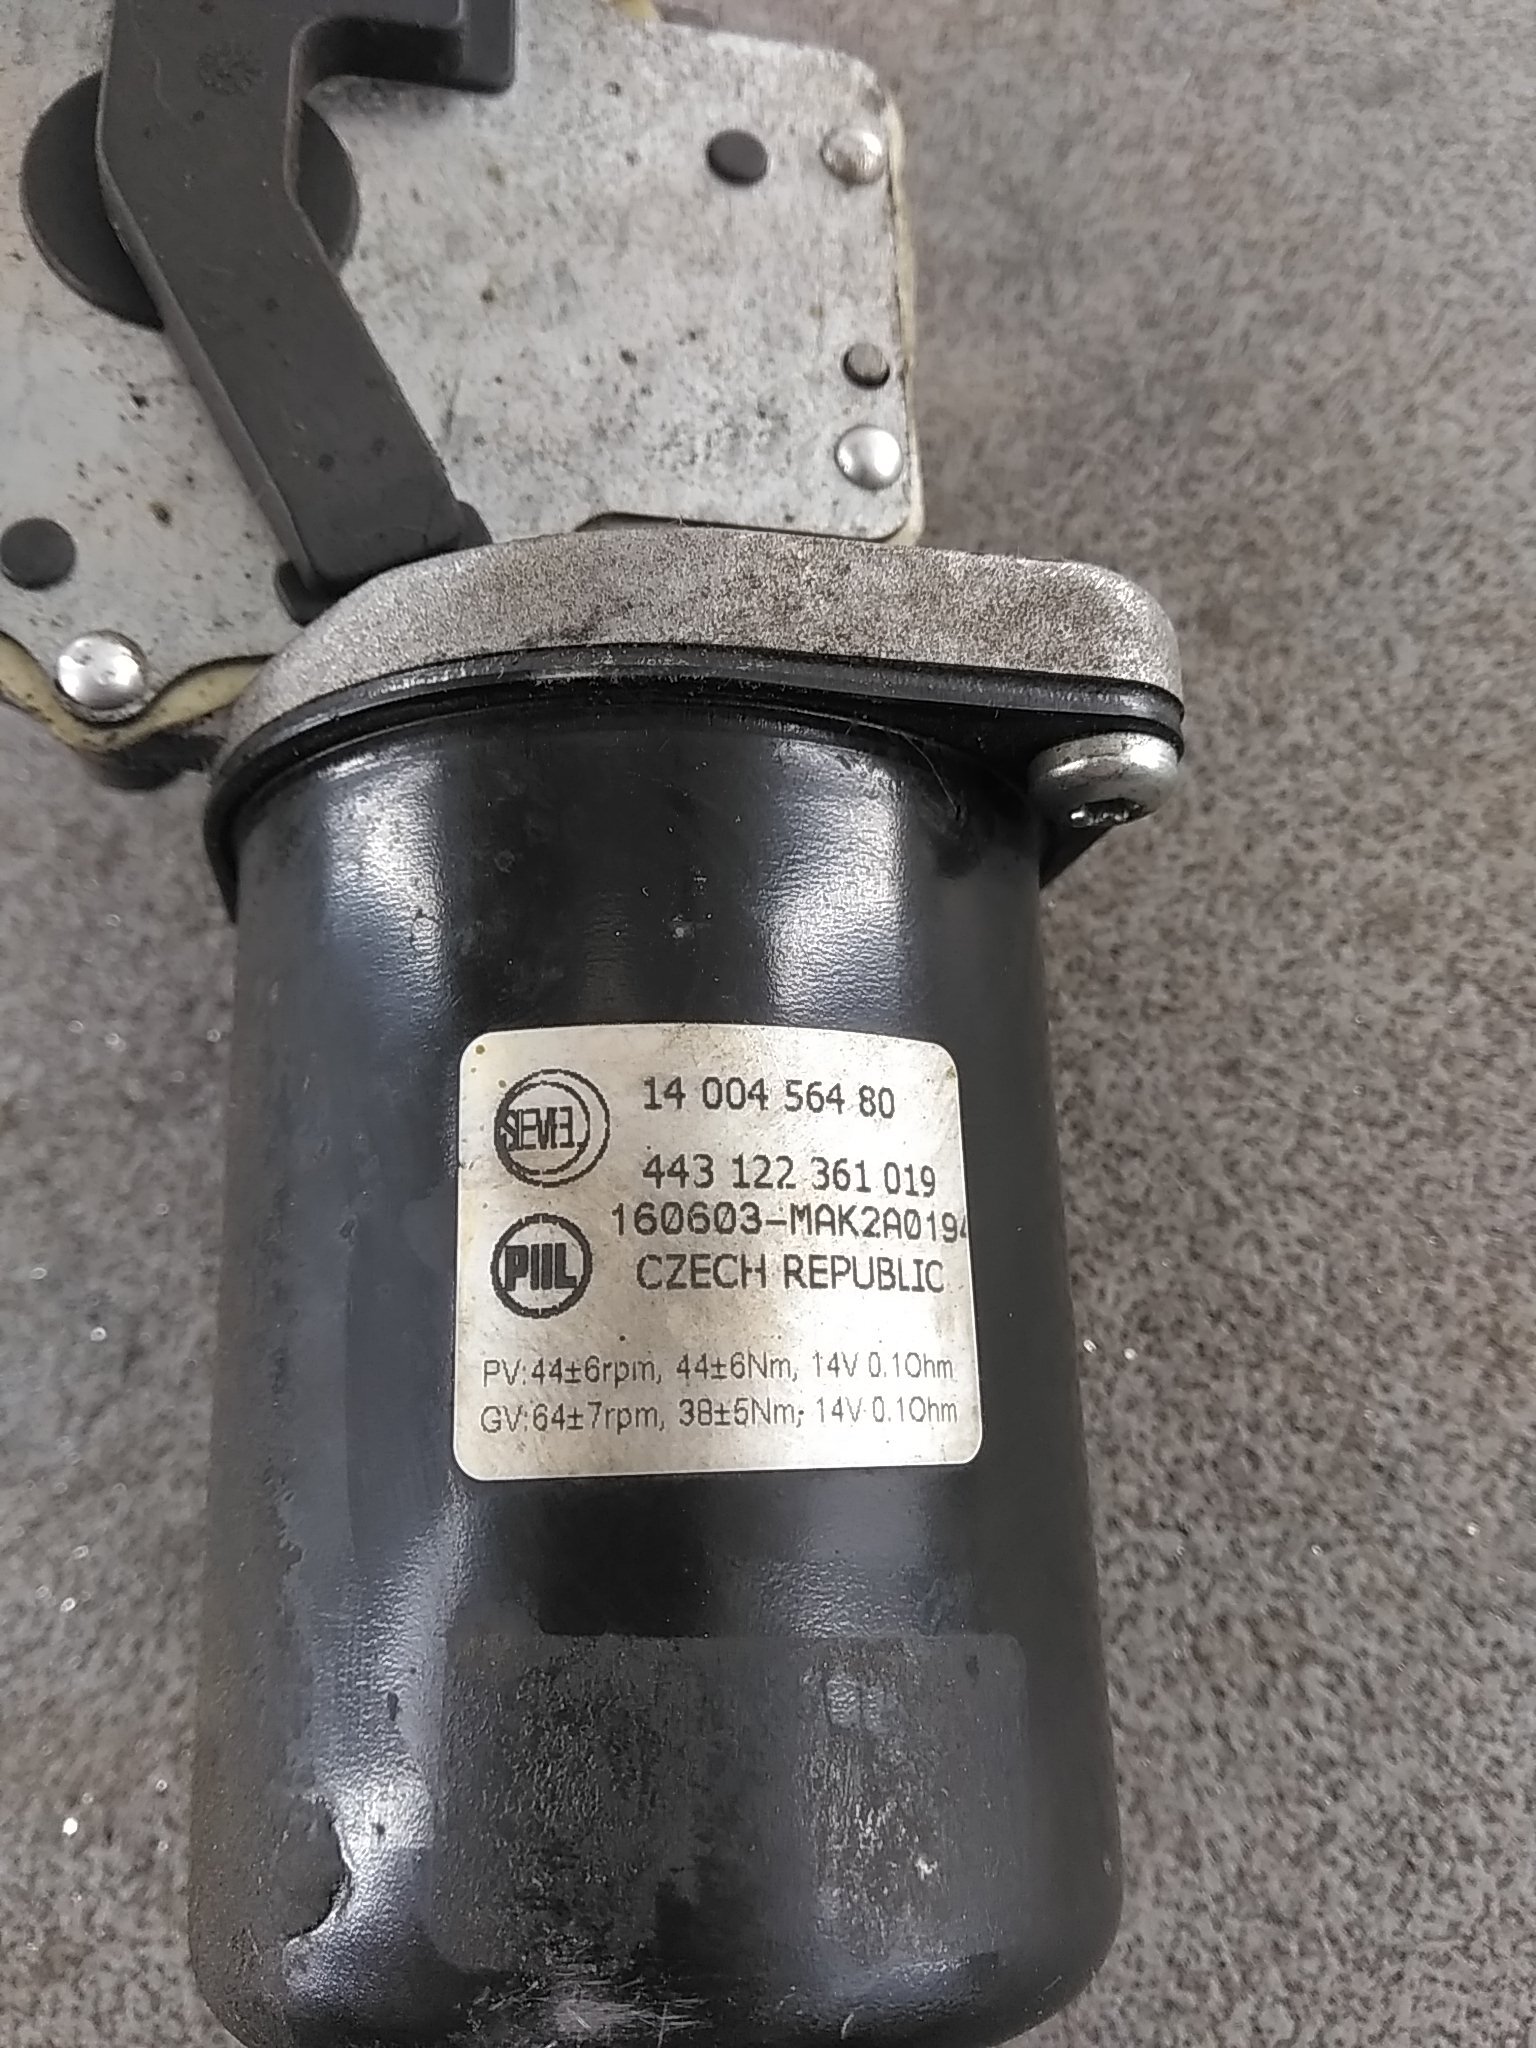 SEVEL
14 004 564 80
443 122 361 019
160603-MAK2A0194
PIIL
CZECH REPUBLIC
PV:44±6rpm, 44±6Nm, 14V 0.1Ohm
GV:64±7rpm, 38±5Nm, 14V 0.1Ohm